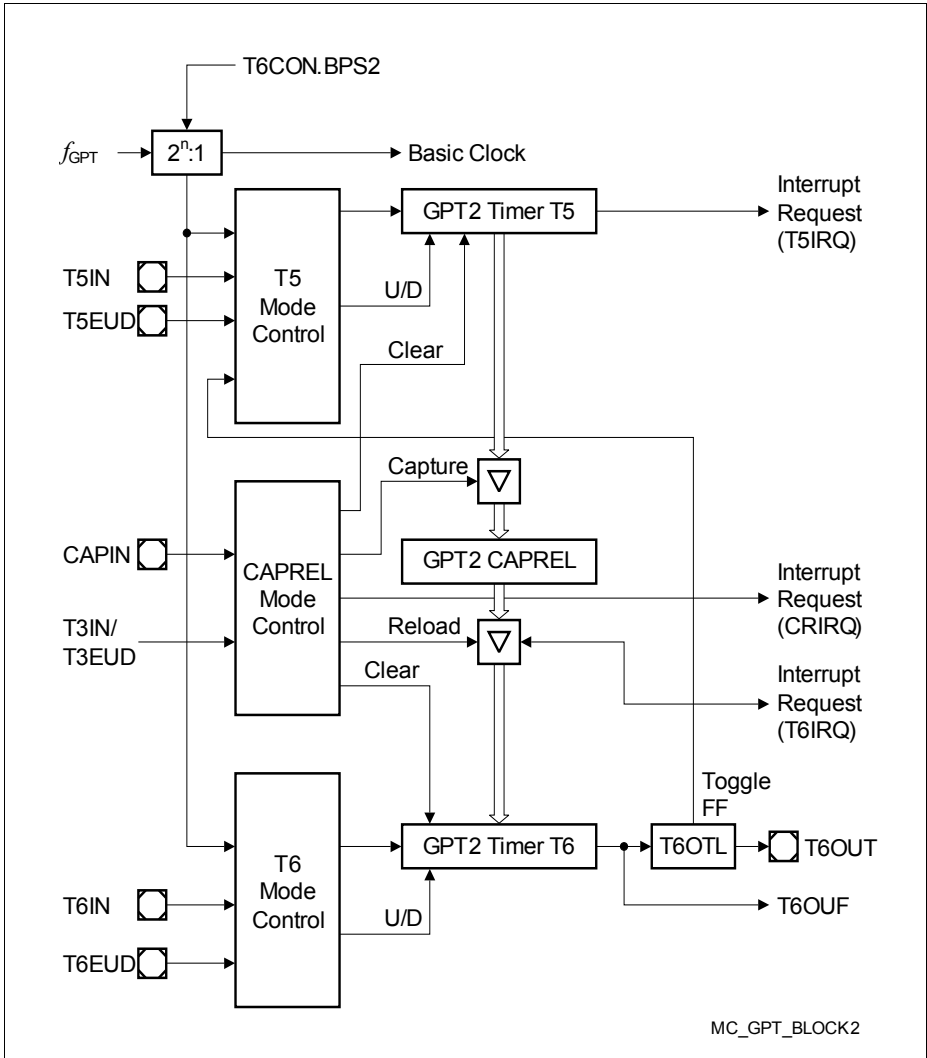 T6CON.BPS2
fGPT
2ⁿ:1
Basic Clock
GPT2 Timer T5
Interrupt
Request
(T5IRQ)
T5IN
T5
Mode
Control
U/D
T5EUD
Clear
Capture
CAPIN
GPT2 CAPREL
CAPREL
Mode
Control
Interrupt
Request
(CRIRQ)
T3IN/
T3EUD
Reload
Clear
Interrupt
Request
(T6IRQ)
Toggle
FF
T6
Mode
Control
GPT2 Timer T6
T6OTL
T6OUT
T6IN
U/D
T6OUF
T6EUD
MC_GPT_BLOCK2